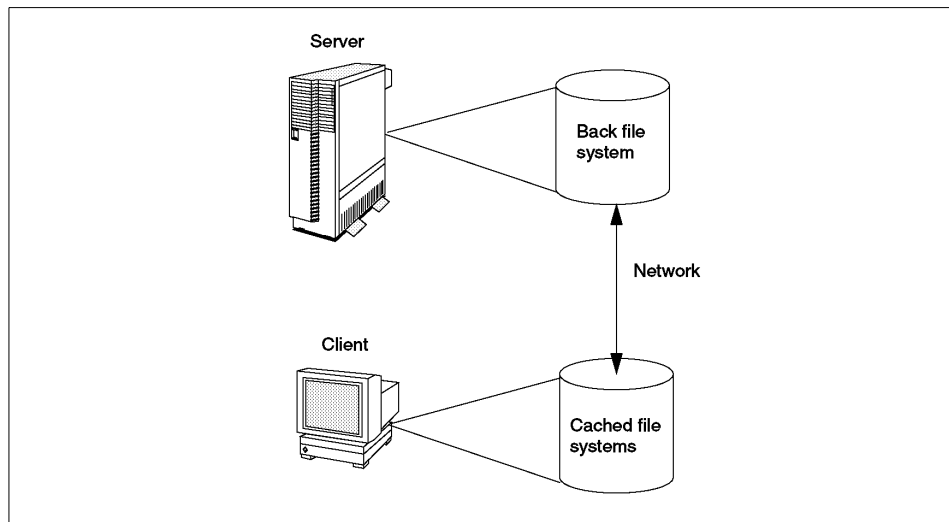 Server
Back file
system
Network
Client
Cached file
systems